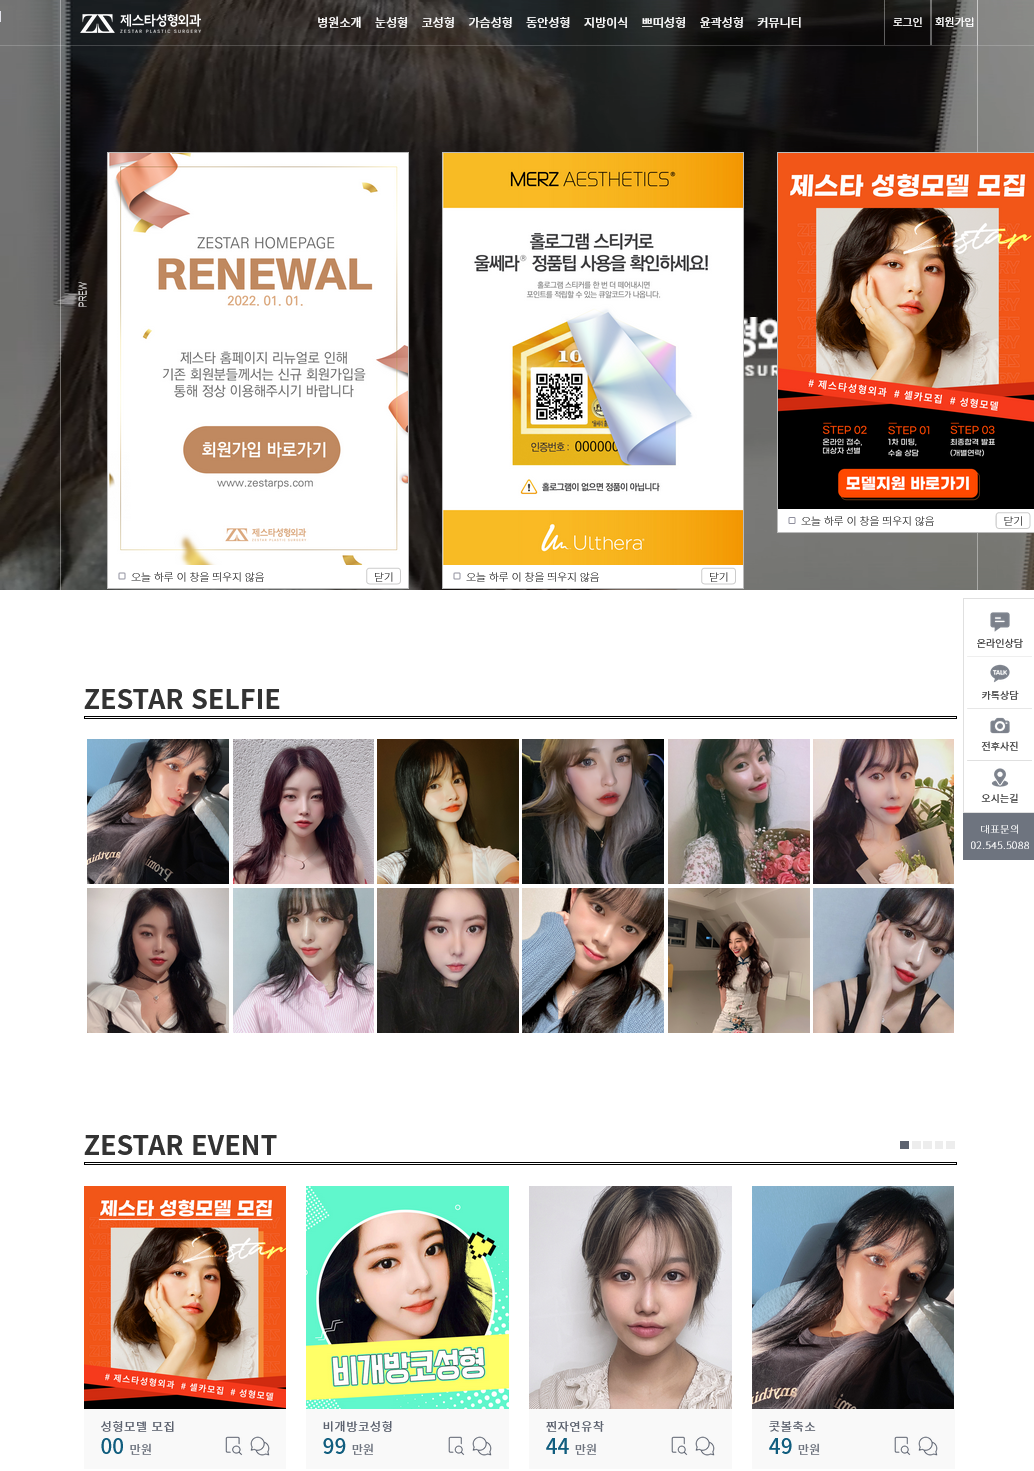 제스타성형외과
ZESTAR PLASTIC SURGERY
병원소개 눈성형 코성형 가슴성형 동안성형 지방이식 쁘띠성형 윤곽성형 커뮤니티
로그인 회원가입
PREW
ZESTAR HOMEPAGE
RENEWAL
2022. 01. 01.
제스타 홈페이지 리뉴얼로 인해
기존 회원분들께서는 신규 회원가입을
통해 정상 이용해주시기 바랍니다
회원가입 바로가기
www.zestarps.com
제스타성형외과
ZESTAR PLASTIC SURGERY
오늘 하루 이 창을 띄우지 않음
닫기
MERZ AESTHETICS®
홀로그램 스티커로
울쎄라® 정품팁 사용을 확인하세요!
홀로그램 스티커를 한 번 더 떼어내시면
포인트를 적립할 수 있는 큐알코드가 나옵니다.
10
인증번호 : 000000
홀로그램이 없으면 정품이 아닙니다
Ulthera
오늘 하루 이 창을 띄우지 않음
닫기
제스타 성형모델 모집
Zestar
# 제스타성형외과 # 셀카모집 # 성형모델
STEP 02
온라인 접수,
대상자 선별
STEP 01
1차 미팅,
수술 상담
STEP 03
최종합격 발표
(개별연락)
모델지원 바로가기
오늘 하루 이 창을 띄우지 않음
닫기
SUR
온라인상담
TALK
카톡상담
전후사진
오시는길
대표문의
02.545.5088
ZESTAR SELFIE
ZESTAR EVENT
제스타 성형모델 모집
Zestar
# 제스타성형외과 # 셀카모집 # 성형모델
성형모델 모집
00 만원
비개방코성형
비개방코성형
99 만원
찐자연유착
44 만원
콧볼축소
49 만원